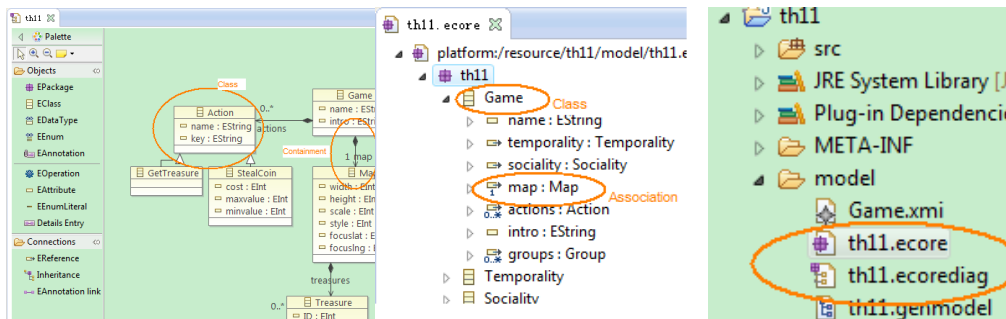 th11
Palette
Objects
EPackage
EClass
EDataType
EEnum
EAnnotation
EOperation
EAttribute
EEnumLiteral
Details Entry
Connections
EReference
Inheritance
EAnnotation link
Class
Action
name : EString
key : EString
0..*
actions
Game
name : EStri
intro : EString
Containment
1 map
GetTreasure
StealCoin
cost : EInt
maxvalue : EInt
minvalue : EInt
Map
width : EInt
height : EInt
scale : EInt
style : EInt
focuslat : E
focuslng : E
treasures
0..*
Treasure
ID : EInt
th11.ecore
platform:/resource/th11/model/th11.e
th11
Game
Class
name : EString
temporality : Temporality
sociality : Sociality
map : Map
1
Association
actions : Action
0..*
intro : EString
groups : Group
0..*
Temporality
Sociality
th11
src
JRE System Library [J
Plug-in Dependencie
META-INF
model
Game.xmi
th11.ecore
th11.ecorediag
th11.genmodel